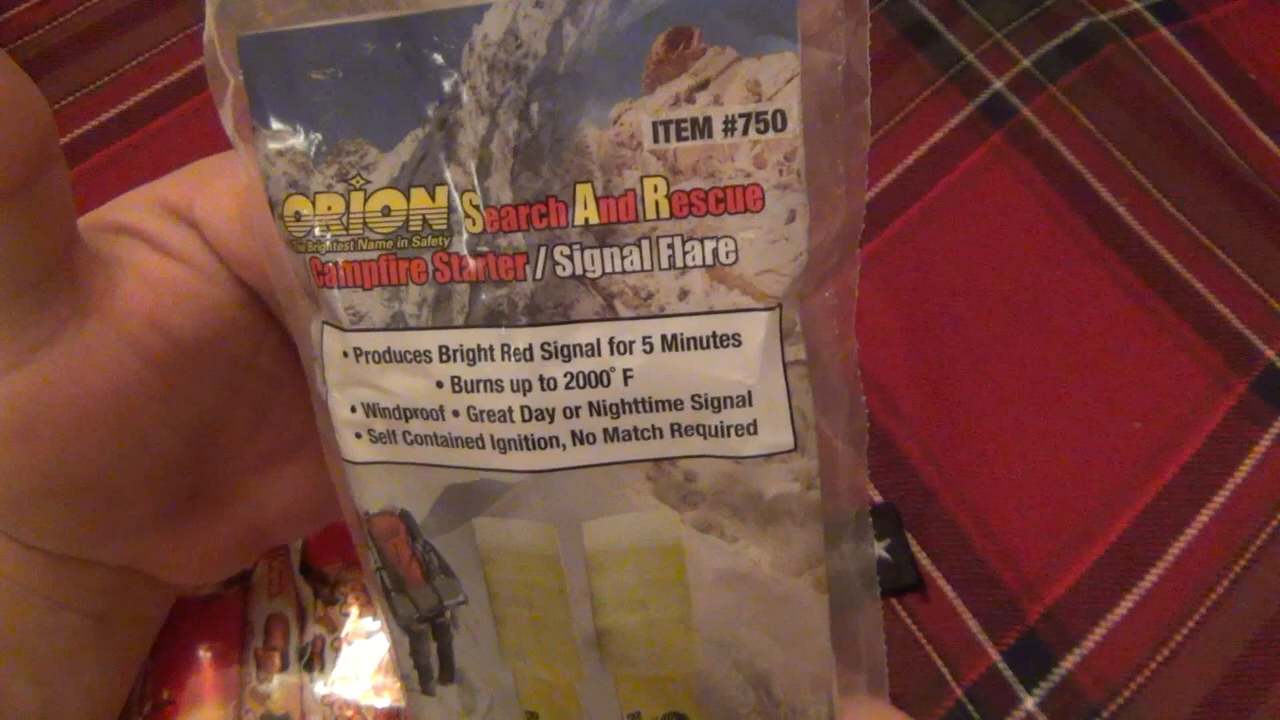 ITEM #750
ORION Search And Rescue
The Brightest Name in Safety
Campfire Starter / Signal Flare
• Produces Bright Red Signal for 5 Minutes
• Burns up to 2000° F
• Windproof • Great Day or Nighttime Signal
• Self Contained Ignition, No Match Required